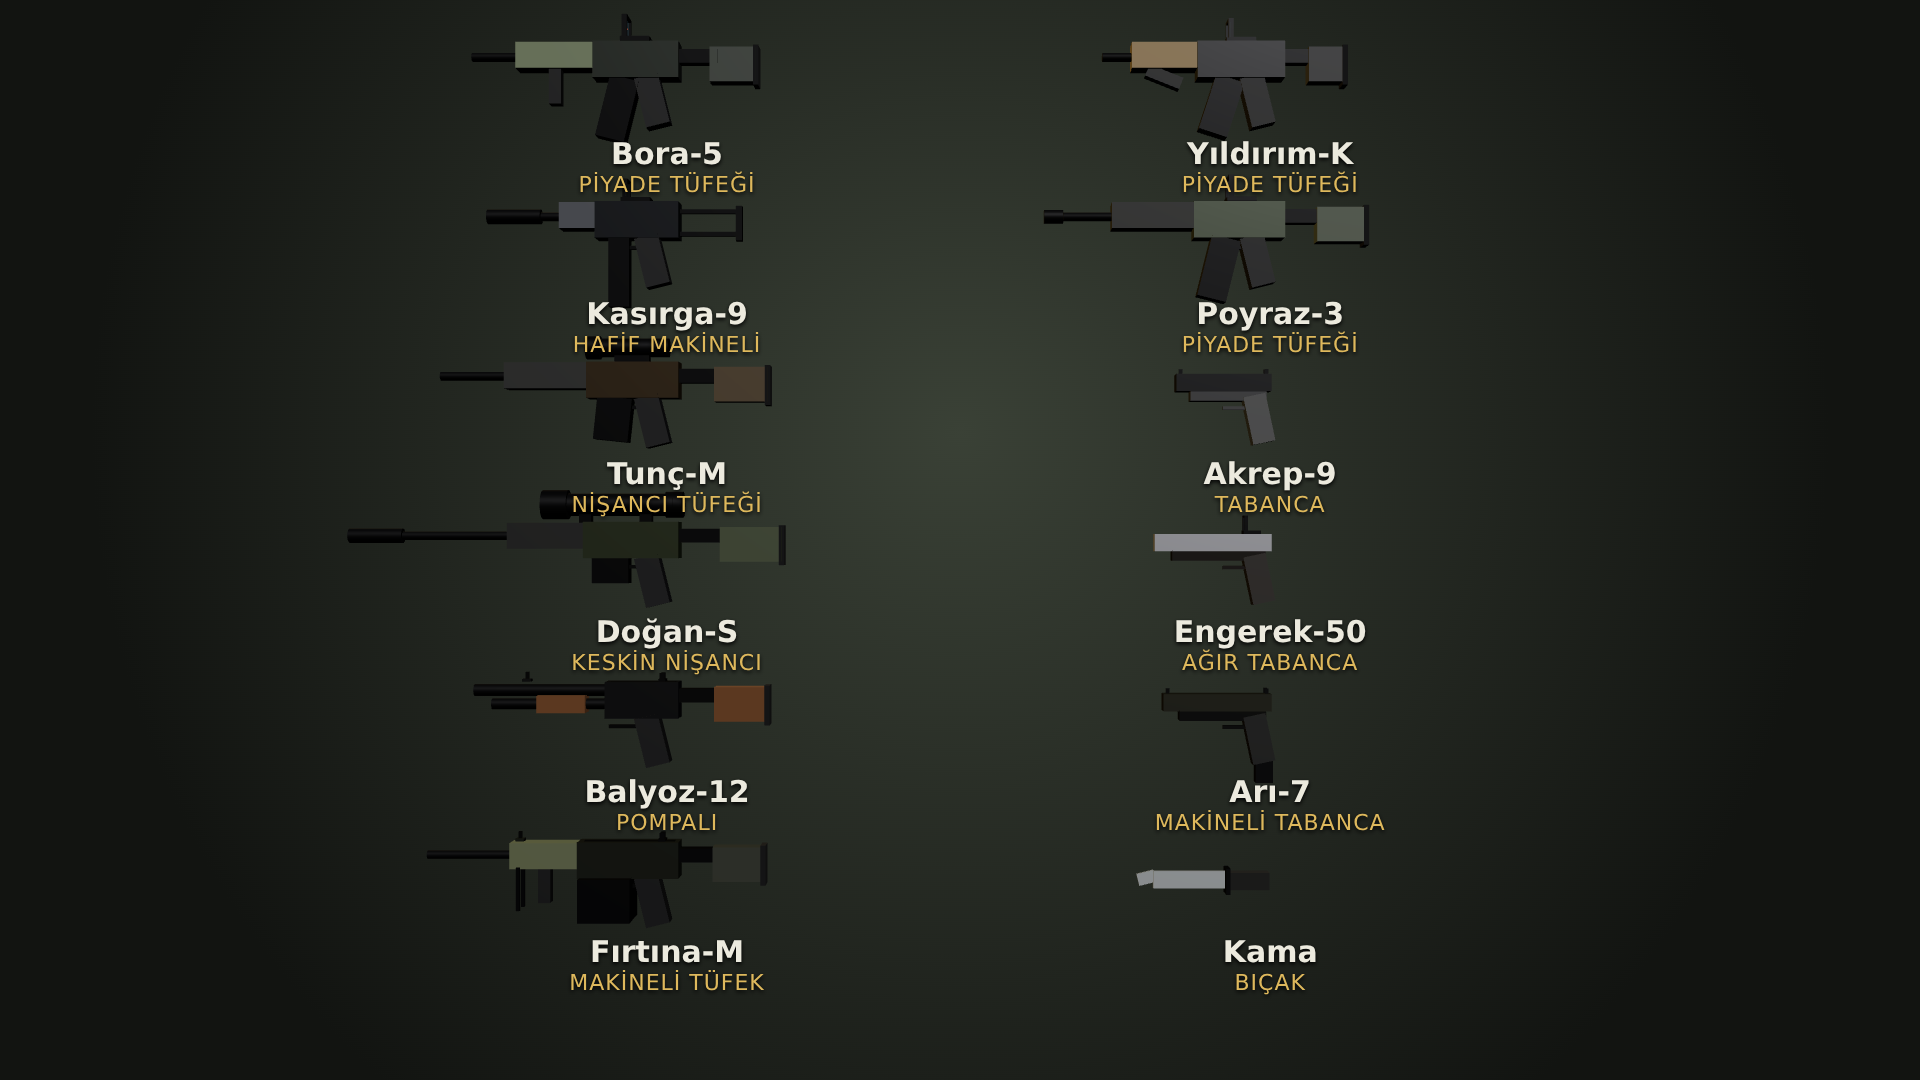 Bora-5
PİYADE TÜFEĞİ
Yıldırım-K
PİYADE TÜFEĞİ
Kasırga-9
HAFİF MAKİNELİ
Poyraz-3
PİYADE TÜFEĞİ
Tunç-M
NİŞANCI TÜFEĞİ
Akrep-9
TABANCA
Doğan-S
KESKİN NİŞANCI
Engerek-50
AĞIR TABANCA
Balyoz-12
POMPALI
Arı-7
MAKİNELİ TABANCA
Fırtına-M
MAKİNELİ TÜFEK
Kama
BIÇAK